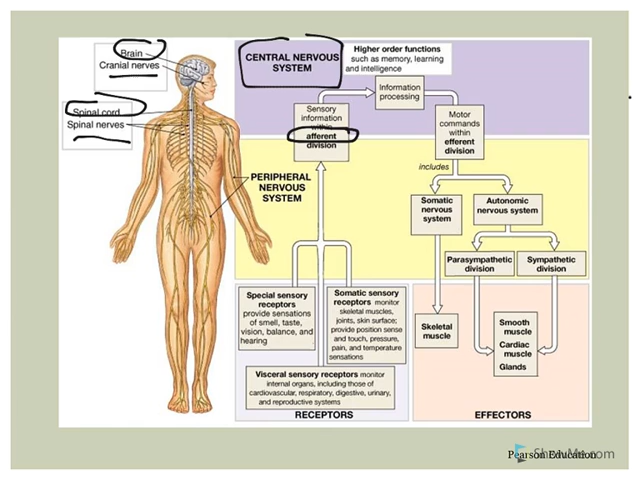 Brain
Cranial nerves
Spinal cord
Spinal nerves
CENTRAL NERVOUS
SYSTEM
Higher order functions
such as memory, learning
and intelligence
Information
processing
Sensory
information
within
afferent
division
Motor
commands
within
efferent
division
includes
PERIPHERAL
NERVOUS
SYSTEM
Somatic
nervous
system
Autonomic
nervous system
Parasympathetic
division
Sympathetic
division
Special sensory
receptors
provide sensations
of smell, taste,
vision, balance, and
hearing
Somatic sensory
receptors monitor
skeletal muscles,
joints, skin surface;
provide position sense
and touch, pressure,
pain, and temperature
sensations
Skeletal
muscle
Smooth
muscle
Cardiac
muscle
Glands
Visceral sensory receptors monitor
internal organs, including those of
cardiovascular, respiratory, digestive, urinary,
and reproductive systems
RECEPTORS
EFFECTORS
Pearson Education
ShowMe.com